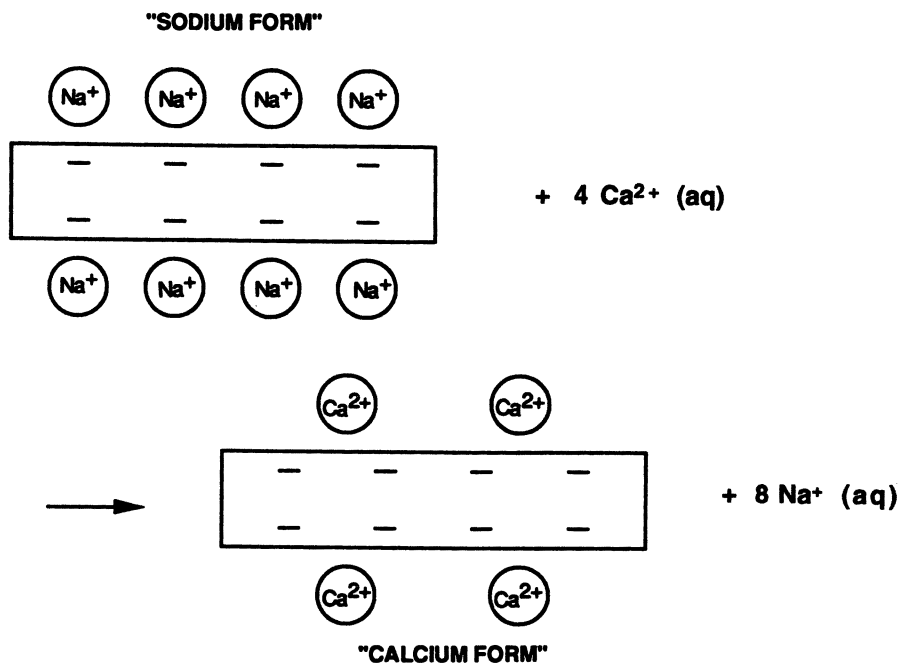 "SODIUM FORM"
Na+ Na+ Na+ Na+
− − − −
+ 4 Ca2+ (aq)
− − − −
Na+ Na+ Na+ Na+
Ca2+ Ca2+
− − − −
+ 8 Na+ (aq)
− − − −
Ca2+ Ca2+
"CALCIUM FORM"